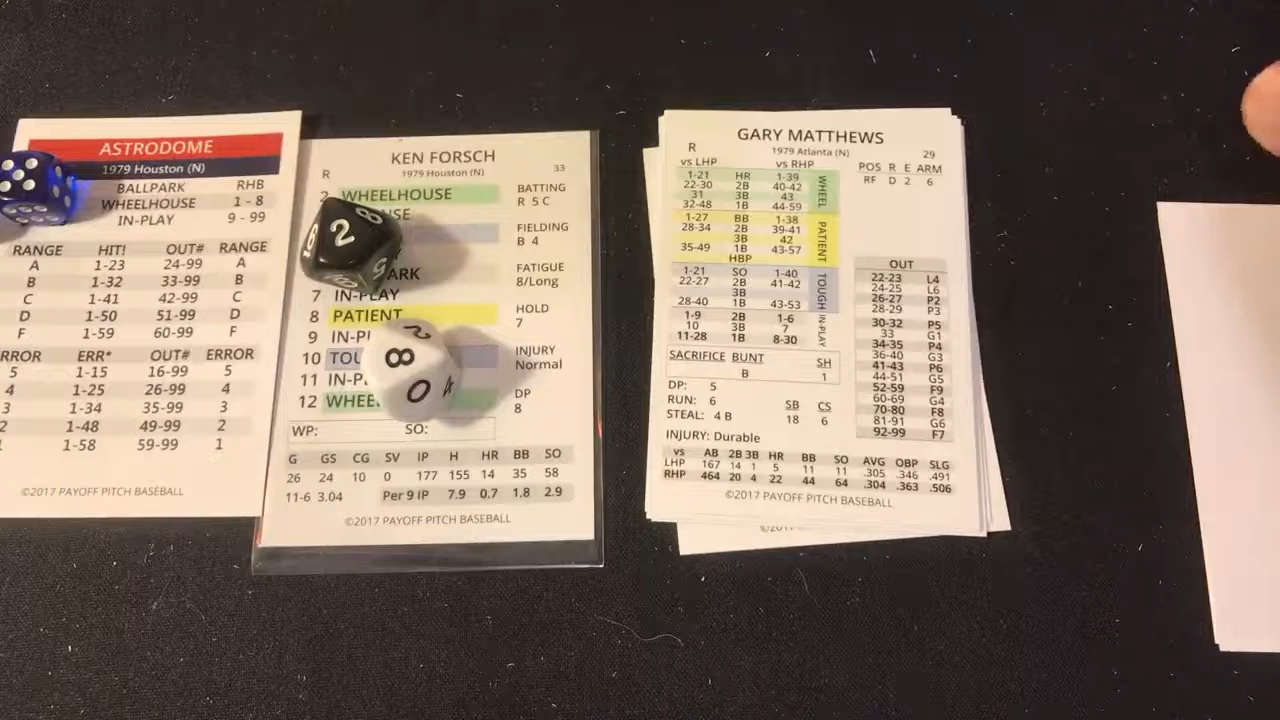 ASTRODOME
1979 Houston (N)
BALLPARK RHB
WHEELHOUSE 1 - 8
IN-PLAY 9 - 99
RANGE HIT! OUT# RANGE
A 1-23 24-99 A
B 1-32 33-99 B
C 1-41 42-99 C
D 1-50 51-99 D
F 1-59 60-99 F
ERR* OUT# ERROR
5 1-15 16-99 5
4 1-25 26-99 4
3 1-34 35-99 3
2 1-48 49-99 2
1-58 59-99 1
©2017 PAYOFF PITCH BASEBALL
KEN FORSCH
R 1979 Houston (N) 33
2 WHEELHOUSE
7 IN-PLAY
8 PATIENT
9
10
11
12
BATTING
R 5 C
FIELDING
B 4
FATIGUE
8/Long
HOLD
7
INJURY
Normal
DP
8
WP: SO:
G GS CG SV IP H HR BB SO
26 24 10 0 177 155 14 35 58
11-6 3.04 Per 9 IP 7.9 0.7 1.8 2.9
©2017 PAYOFF PITCH BASEBALL
2
8
8
0
GARY MATTHEWS
R 1979 Atlanta (N) 29
vs LHP vs RHP
1-21 HR 1-39
22-30 2B 40-42
31 3B 43
32-48 1B 44-59
WHEEL
1-27 BB 1-38
28-34 2B 39-41
3B 42
35-49 1B 43-57
HBP
PATIENT
1-21 SO 1-40
22-27 2B 41-42
3B
28-40 1B 43-53
TOUGH
1-9 2B 1-6
10 3B 7
11-28 1B 8-30
IN-PLAY
SACRIFICE BUNT SH
B 1
DP: 5
RUN: 6 SB CS
STEAL: 4 B 18 6
INJURY: Durable
POS R E ARM
RF D 2 6
OUT
22-23 L4
24-25 L6
26-27 P2
28-29 P3
30-32 P5
33 G1
34-35 P4
36-40 G3
41-43 P6
44-51 G5
52-59 F9
60-69 G4
70-80 F8
81-91 G6
92-99 F7
vs AB 2B 3B HR BB SO AVG OBP SLG
LHP 167 14 1 5 11 11 .305 .346 .491
RHP 464 20 4 22 44 64 .304 .363 .506
©2017 PAYOFF PITCH BASEBALL